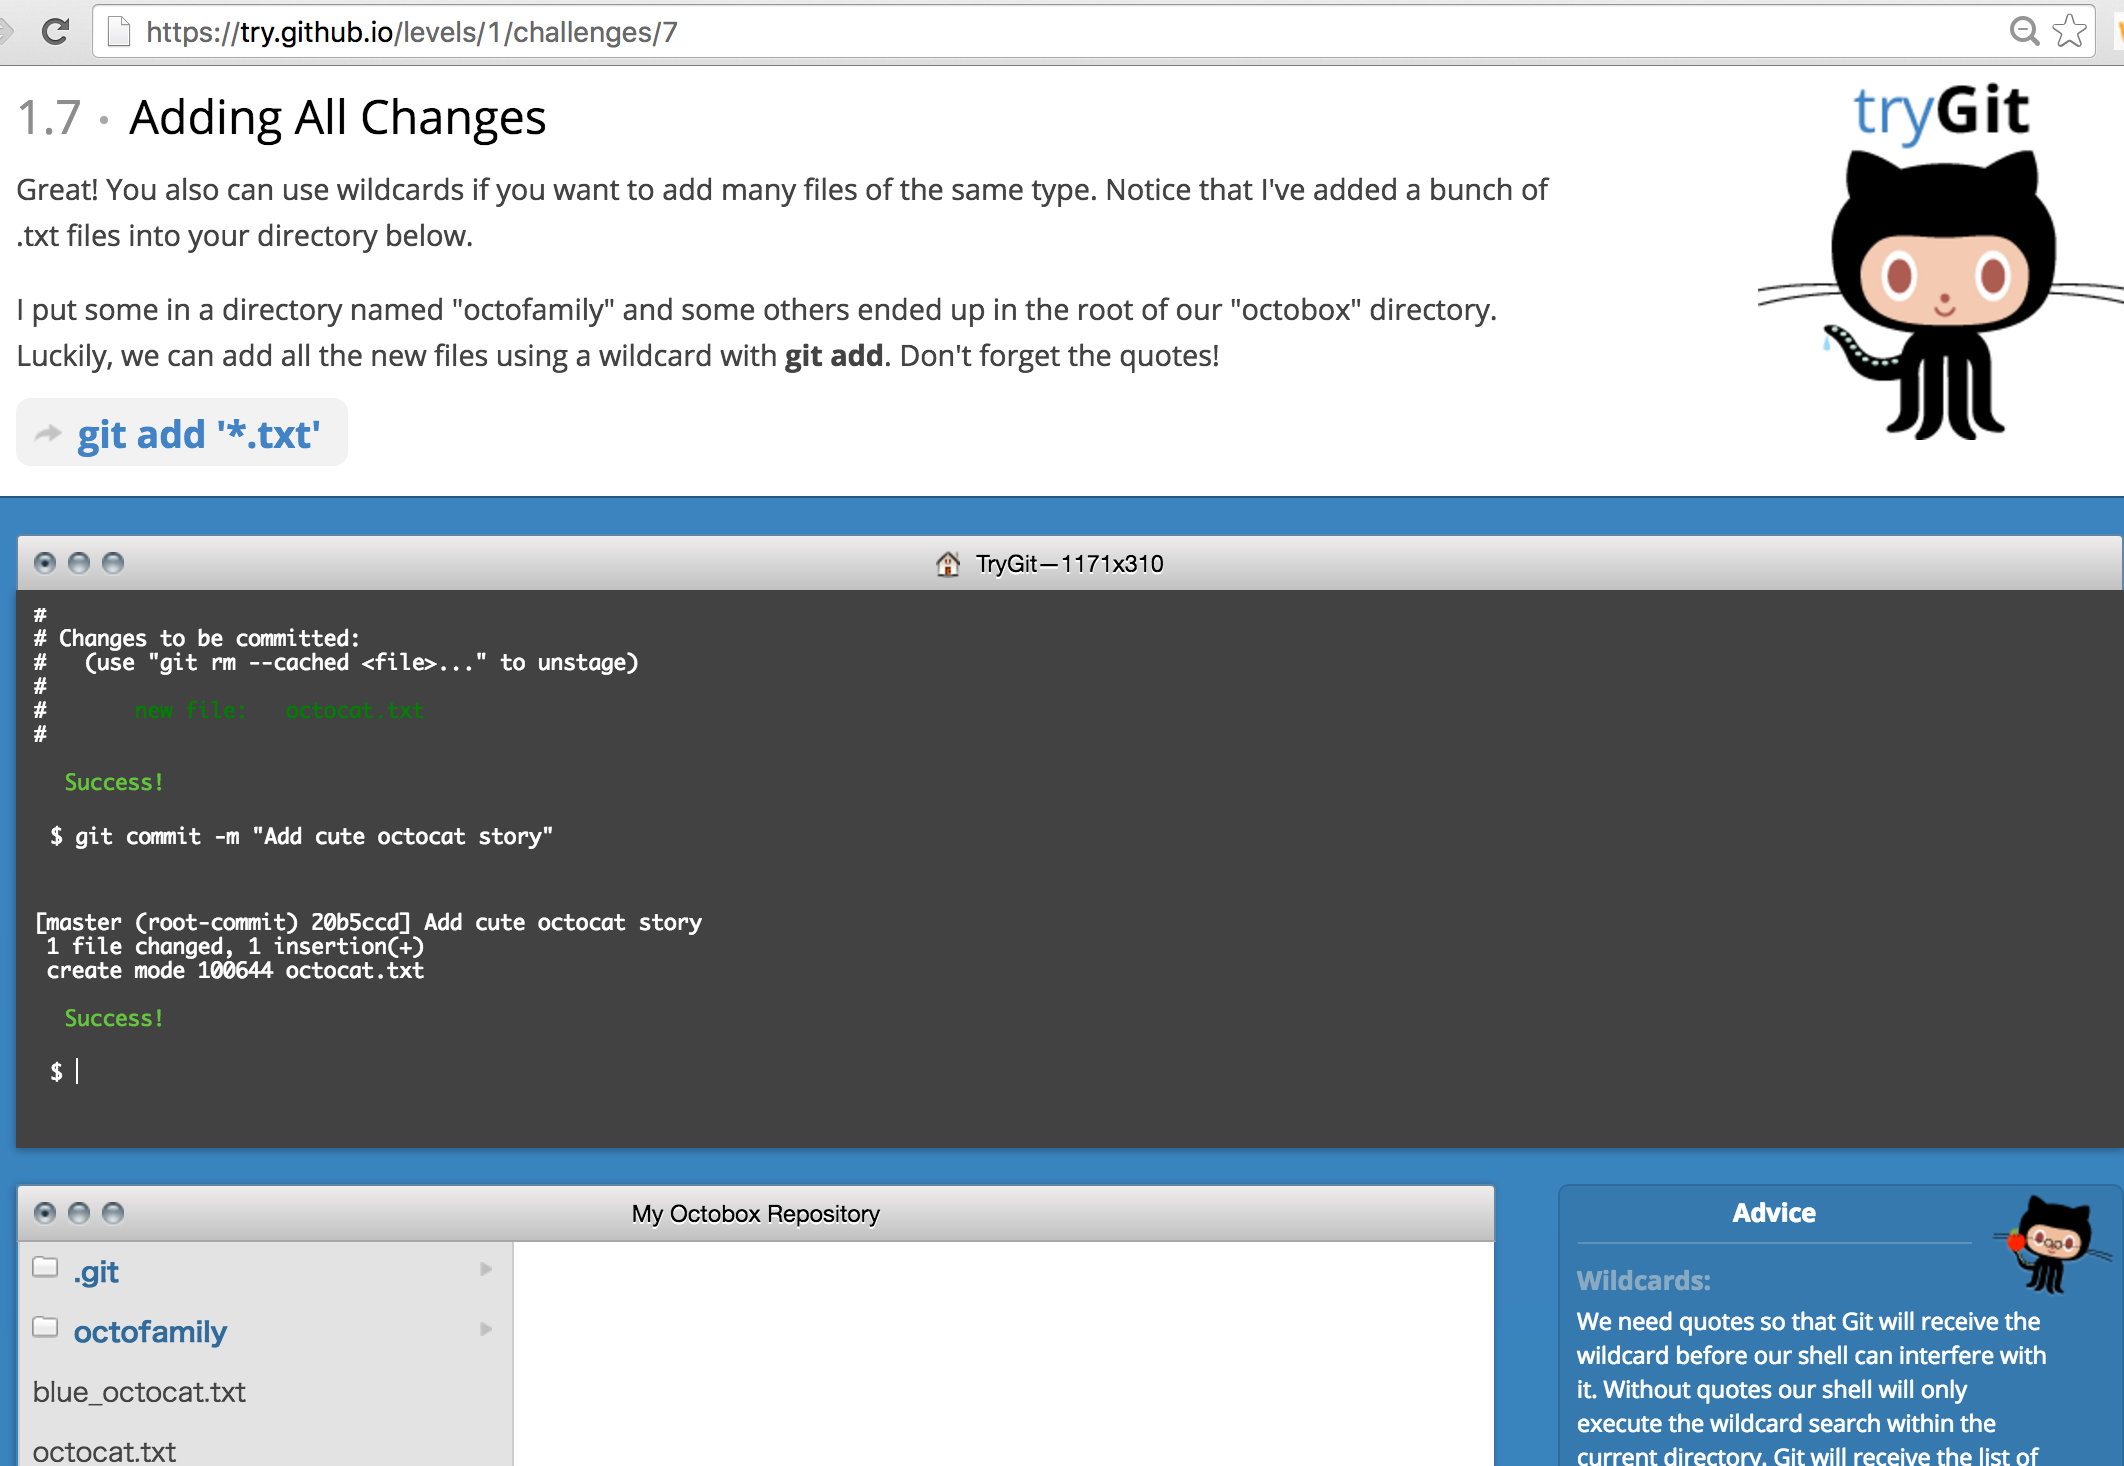 https://try.github.io/levels/1/challenges/7
1.7 · Adding All Changes
tryGit
Great! You also can use wildcards if you want to add many files of the same type. Notice that I've added a bunch of
.txt files into your directory below.
I put some in a directory named "octofamily" and some others ended up in the root of our "octobox" directory.
Luckily, we can add all the new files using a wildcard with git add. Don't forget the quotes!
git add '*.txt'
TryGit—1171x310
#
# Changes to be committed:
#   (use "git rm --cached <file>..." to unstage)
#
#       new file:   octocat.txt
#
Success!
$ git commit -m "Add cute octocat story"
[master (root-commit) 20b5ccd] Add cute octocat story
1 file changed, 1 insertion(+)
create mode 100644 octocat.txt
Success!
$
My Octobox Repository
.git
octofamily
blue_octocat.txt
octocat.txt
Advice
Wildcards:
We need quotes so that Git will receive the
wildcard before our shell can interfere with
it. Without quotes our shell will only
execute the wildcard search within the
current directory. Git will receive the list of